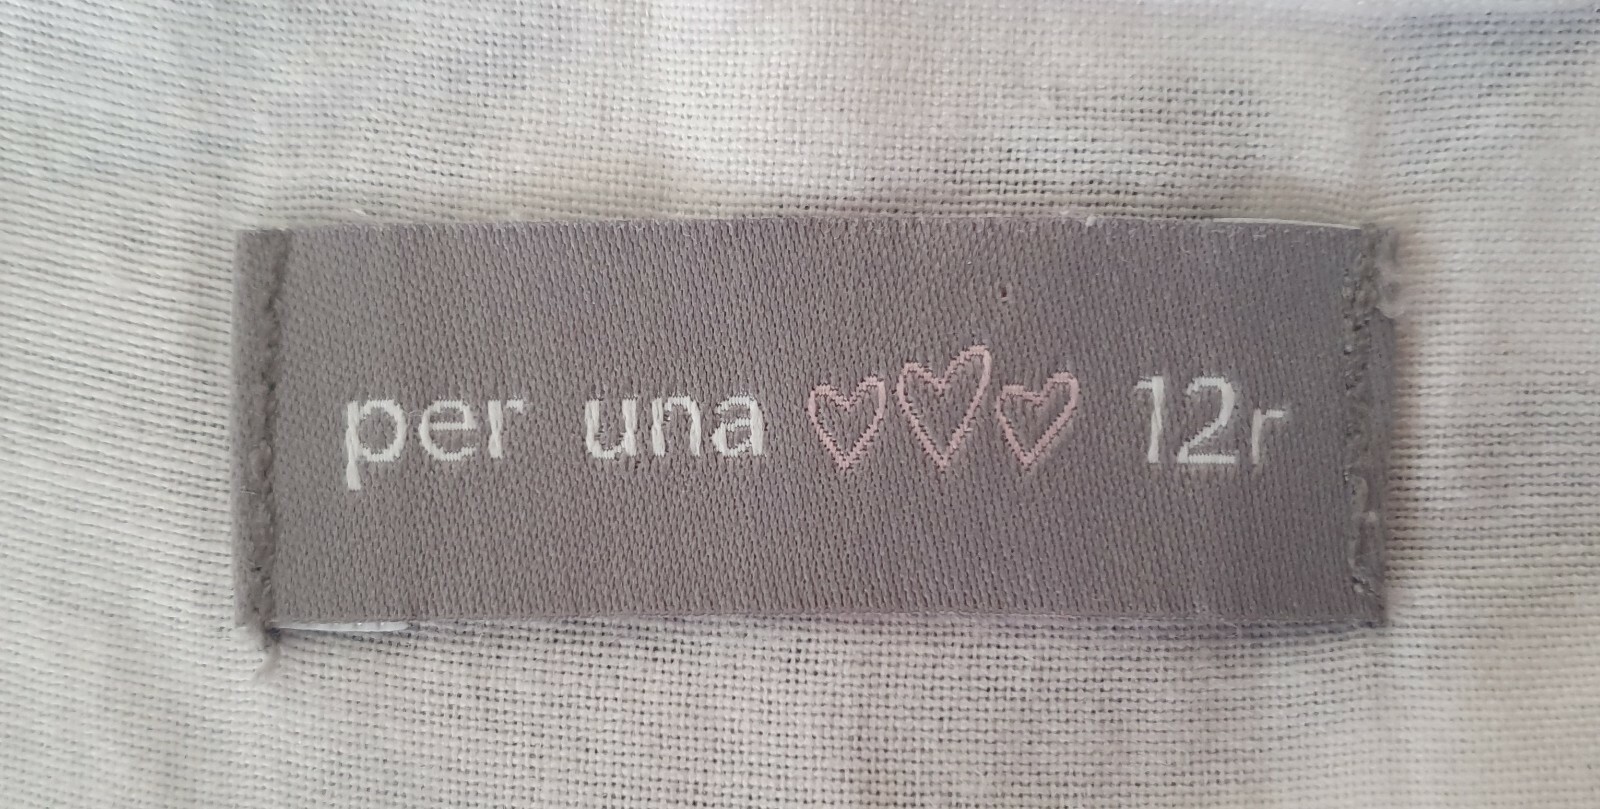 per una ♡♡♡ 12r